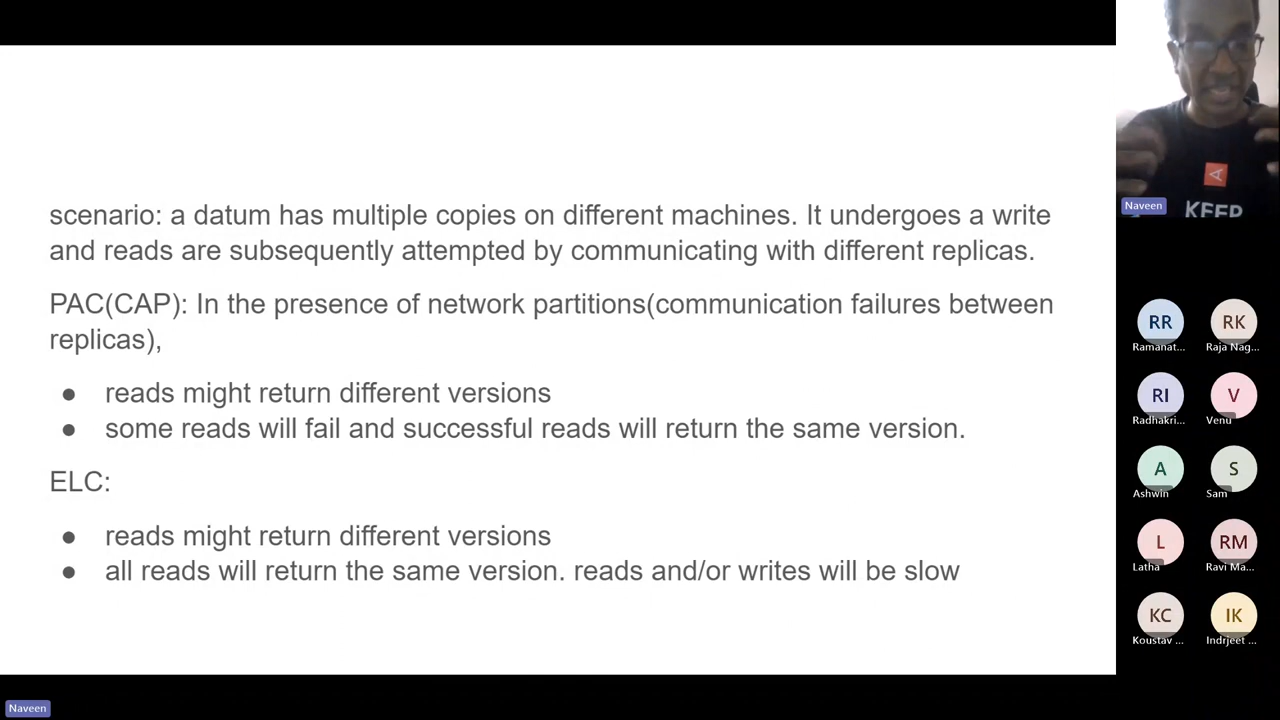 scenario: a datum has multiple copies on different machines. It undergoes a write
and reads are subsequently attempted by communicating with different replicas.
PAC(CAP): In the presence of network partitions(communication failures between
replicas),
● reads might return different versions
● some reads will fail and successful reads will return the same version.
ELC:
● reads might return different versions
● all reads will return the same version. reads and/or writes will be slow
Naveen
KEEP
RR
RK
Ramanat...
Raja Nag...
RI
V
Radhakri...
Venu
A
S
Ashwin
Sam
L
RM
Latha
Ravi Ma...
KC
IK
Koustav ...
Indrjeet ...
Naveen